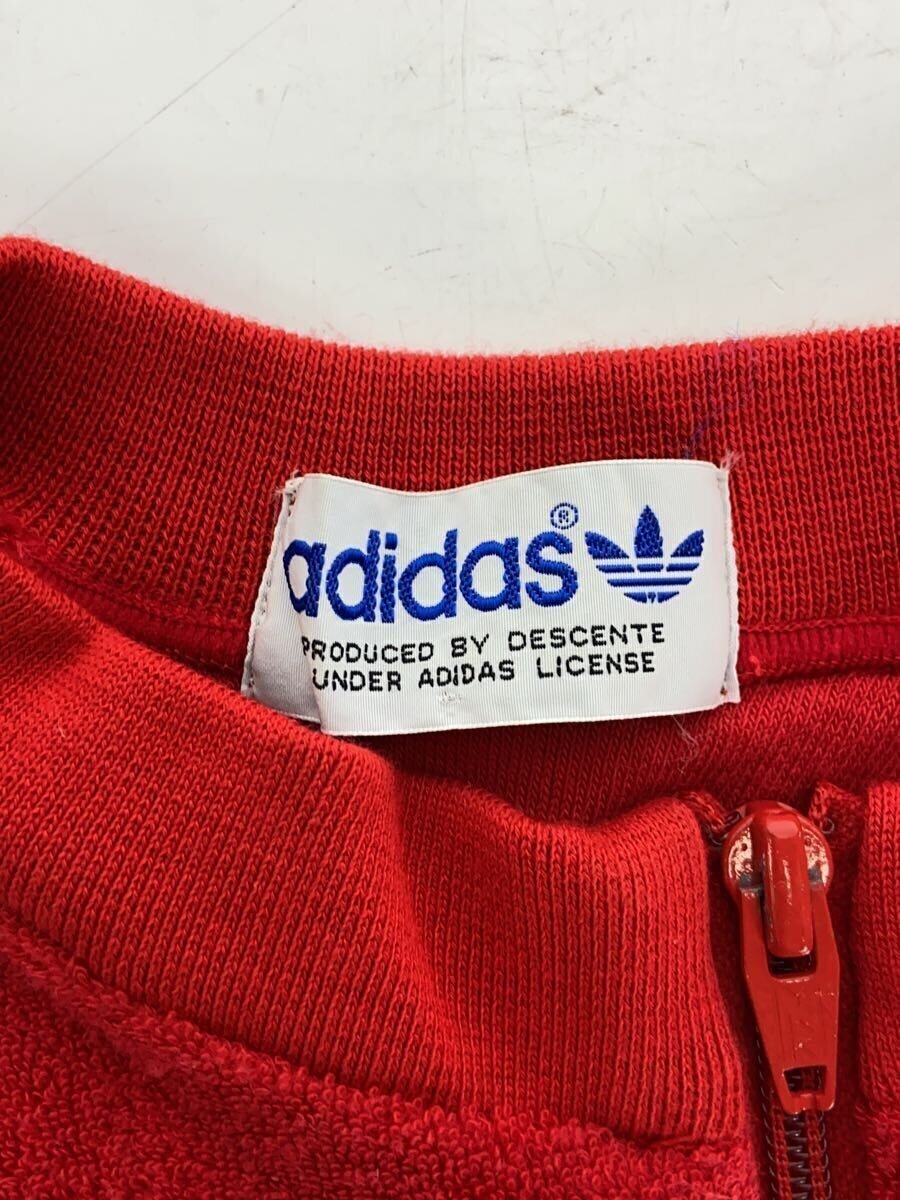 adidas®
PRODUCED BY DESCENTE
UNDER ADIDAS LICENSE